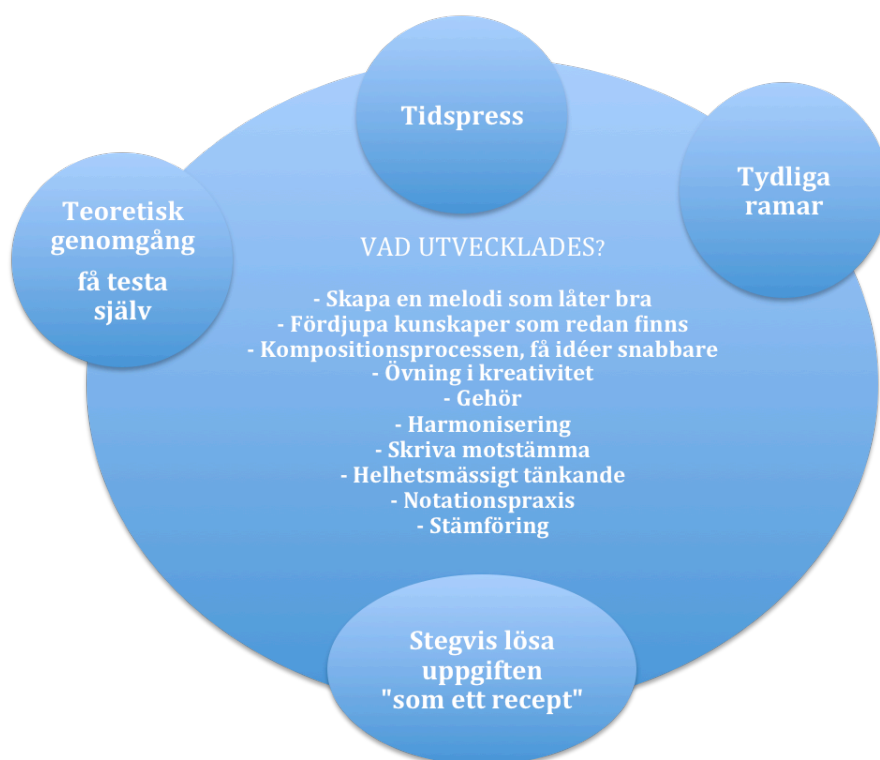 Tidspress
Tydliga
ramar
Teoretisk
genomgång
få testa
själv
VAD UTVECKLADES?
- Skapa en melodi som låter bra
- Fördjupa kunskaper som redan finns
- Kompositionsprocessen, få idéer snabbare
- Övning i kreativitet
- Gehör
- Harmonisering
- Skriva motstämma
- Helhetsmässigt tänkande
- Notationspraxis
- Stämföring
Stegvis lösa
uppgiften
"som ett recept"